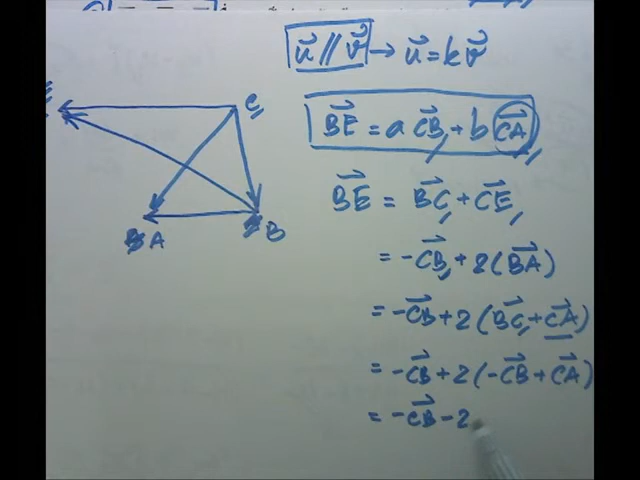 u⃗ // v⃗ → u⃗ = k v⃗
BE⃗ = a CB⃗ + b CA⃗
BE⃗ = BC⃗ + CE⃗
= -CB⃗ + 2(BA⃗)
= -CB⃗ + 2(BC⃗ + CA⃗)
= -CB⃗ + 2(-CB⃗ + CA⃗)
= -CB⃗ - 2
C
A
B